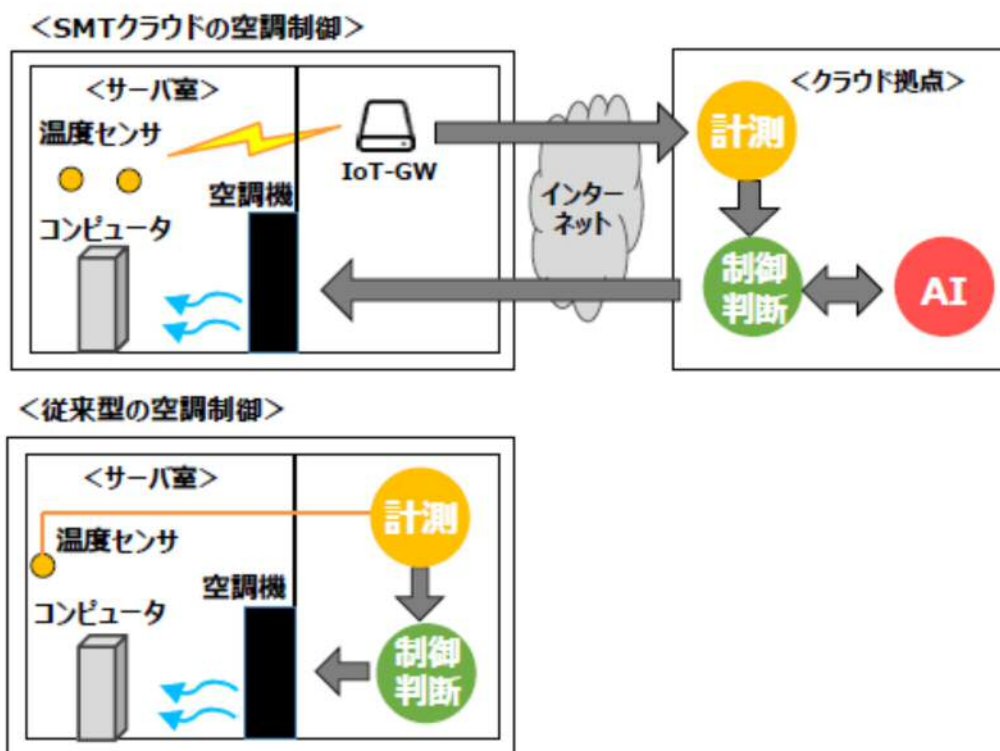 ＜SMTクラウドの空調制御＞
＜サーバ室＞
温度センサ
IoT-GW
空調機
コンピュータ
インター
ネット
＜クラウド拠点＞
計測
制御
判断
AI
＜従来型の空調制御＞
＜サーバ室＞
計測
温度センサ
空調機
コンピュータ
制御
判断